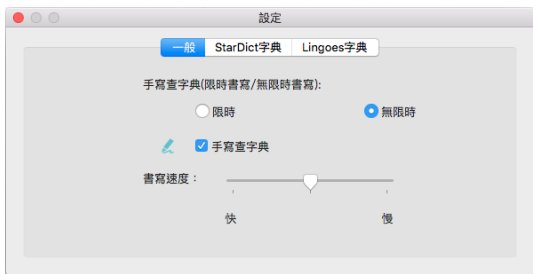 設定
一般 StarDict字典 Lingoes字典
手寫查字典(限時書寫/無限時書寫):
限時 無限時
手寫查字典
書寫速度：
快 慢